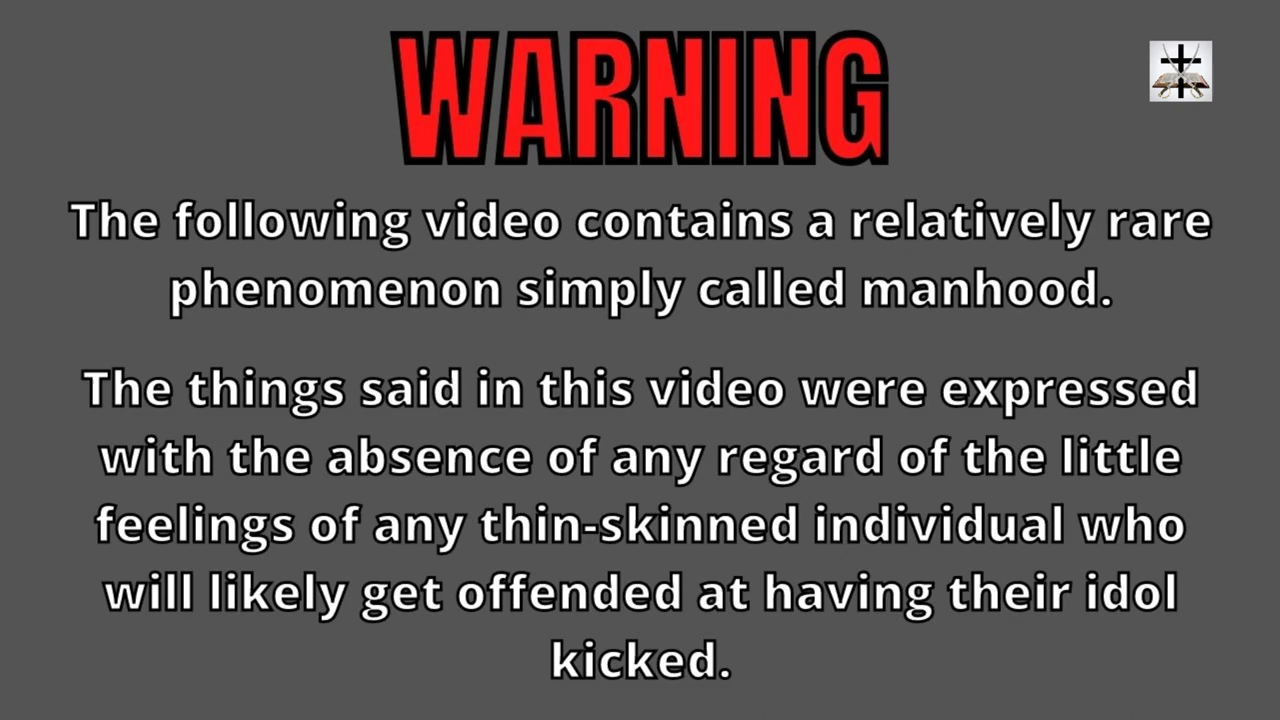 WARNING
The following video contains a relatively rare
phenomenon simply called manhood.
The things said in this video were expressed
with the absence of any regard of the little
feelings of any thin-skinned individual who
will likely get offended at having their idol
kicked.